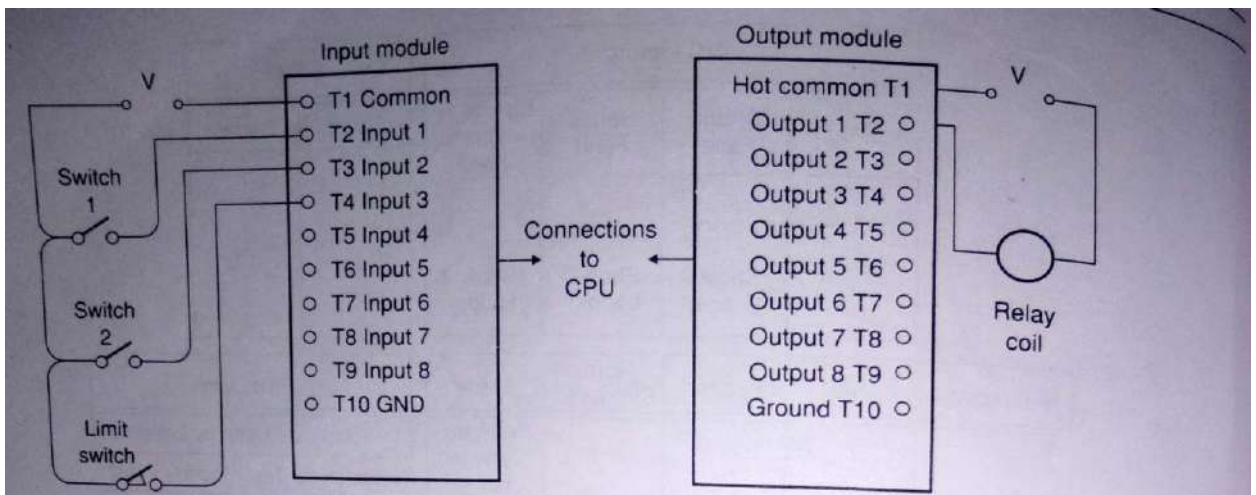 Input module
V
T1 Common
T2 Input 1
T3 Input 2
T4 Input 3
T5 Input 4
T6 Input 5
T7 Input 6
T8 Input 7
T9 Input 8
T10 GND
Switch
1
Switch
2
Limit
switch
Connections
to
CPU
Output module
Hot common T1
Output 1 T2
Output 2 T3
Output 3 T4
Output 4 T5
Output 5 T6
Output 6 T7
Output 7 T8
Output 8 T9
Ground T10
V
Relay
coil